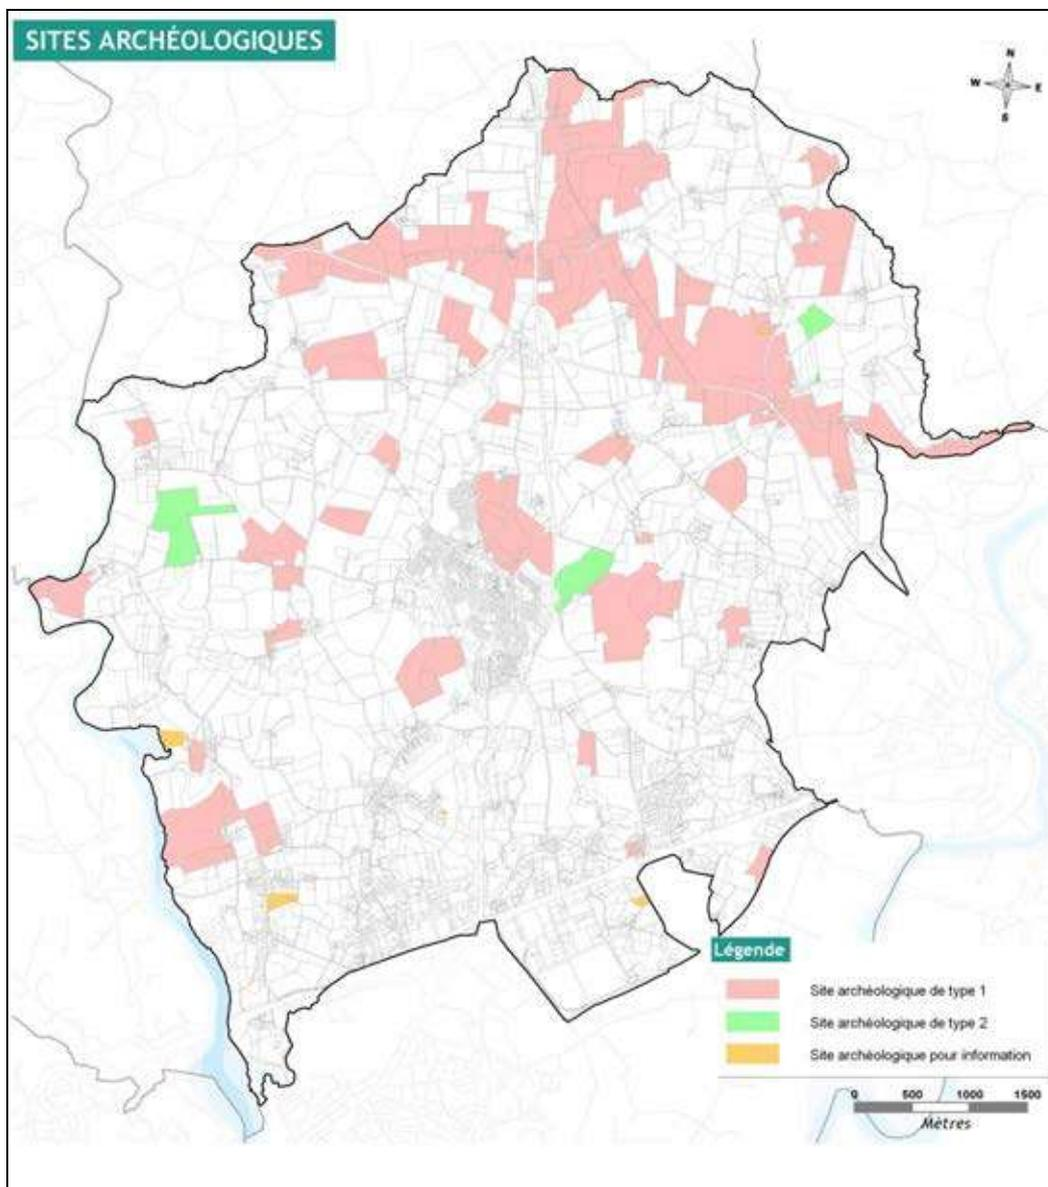 SITES ARCHÉOLOGIQUES
N
W E
S
Légende
Site archéologique de type 1
Site archéologique de type 2
Site archéologique pour information
0 500 1000 1500
Mètres